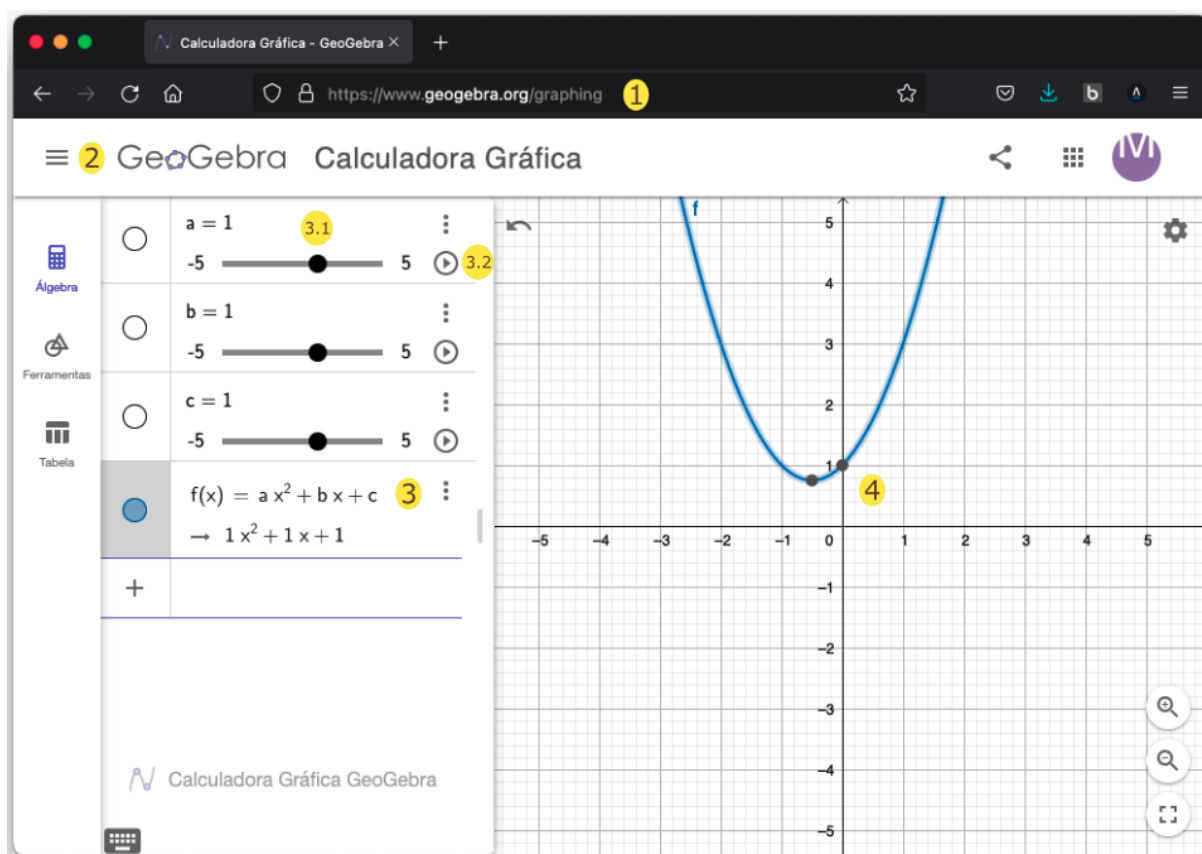 Calculadora Gráfica - GeoGebra ×
https://www.geogebra.org/graphing 1
b
2 GeoGebra Calculadora Gráfica
M
Álgebra
Ferramentas
Tabela
a = 1 3.1
-5 5 3.2
b = 1
-5 5
c = 1
-5 5
f(x) = a x² + b x + c 3
→ 1 x² + 1 x + 1
+
Calculadora Gráfica GeoGebra
f
5
4
3
2
1
4
-5 -4 -3 -2 -1 0 1 2 3 4 5
-1
-2
-3
-4
-5